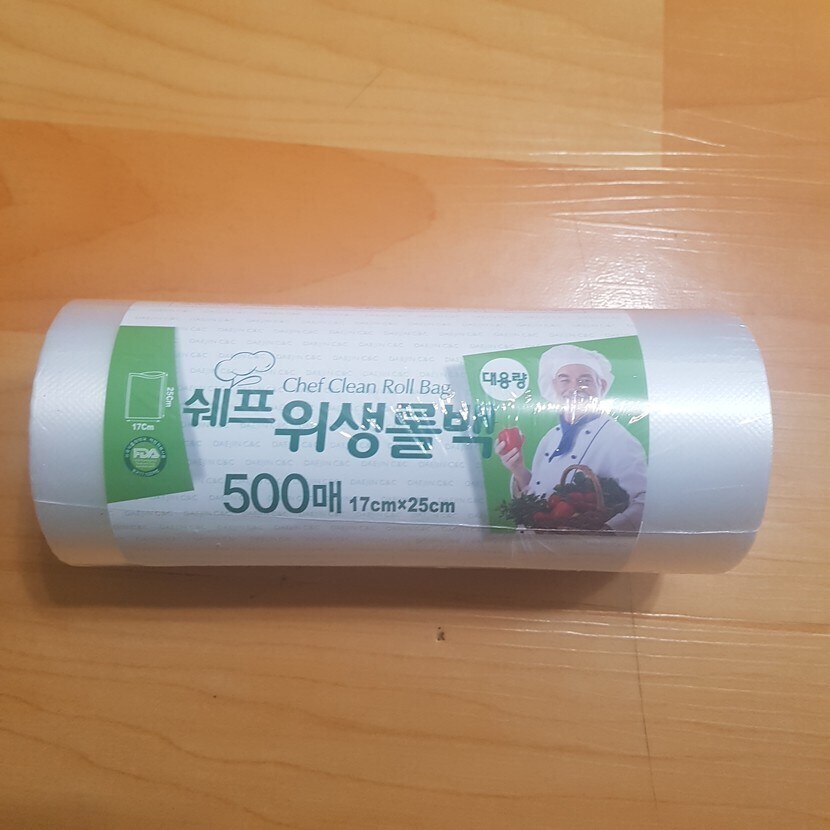 Chef Clean Roll Bag
쉐프 위생롤백
500매 17cm×25cm
대용량
25Cm
17Cm
FDA
DAEJIN C&C